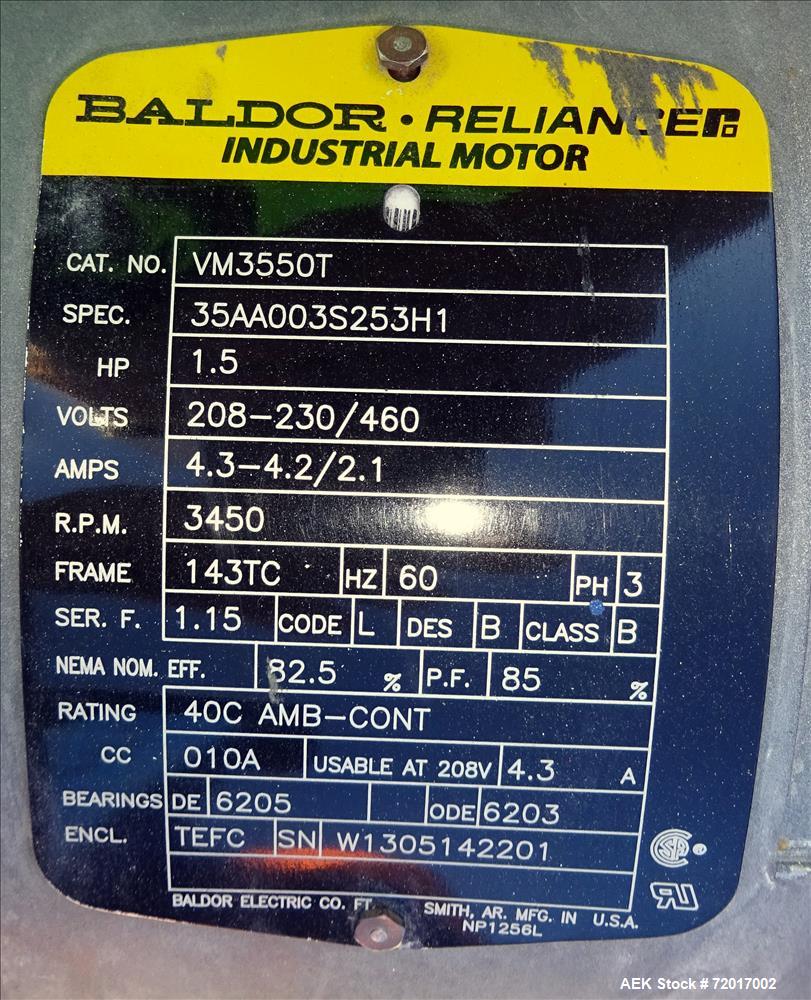 BALDOR • RELIANCE
INDUSTRIAL MOTOR
CAT. NO. VM3550T
SPEC. 35AA003S253H1
HP 1.5
VOLTS 208-230/460
AMPS 4.3-4.2/2.1
R.P.M. 3450
FRAME 143TC HZ 60 PH 3
SER. F. 1.15 CODE L DES B CLASS B
NEMA NOM. EFF. 82.5 % P.F. 85 %
RATING 40C AMB-CONT
CC 010A USABLE AT 208V 4.3 A
BEARINGS DE 6205 ODE 6203
ENCL. TEFC SN W1305142201
BALDOR ELECTRIC CO. FT. SMITH, AR. MFG. IN U.S.A.
NP1256L
AEK Stock # 72017002